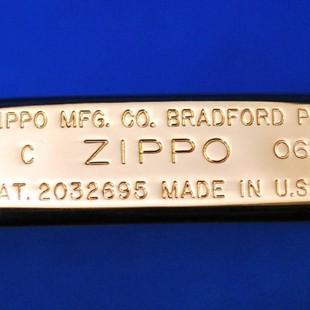 IPPO MFG. CO. BRADFORD P
C ZIPPO 06
AT. 2032695 MADE IN U.S